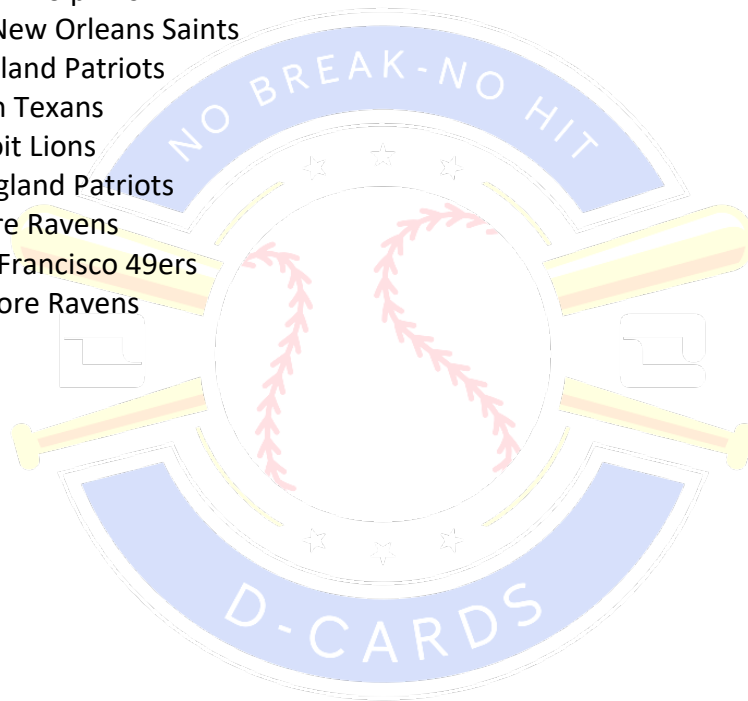 New Orleans Saints
land Patriots
n Texans
oit Lions
gland Patriots
re Ravens
Francisco 49ers
ore Ravens
NO BREAK-NO HIT
D-CARDS